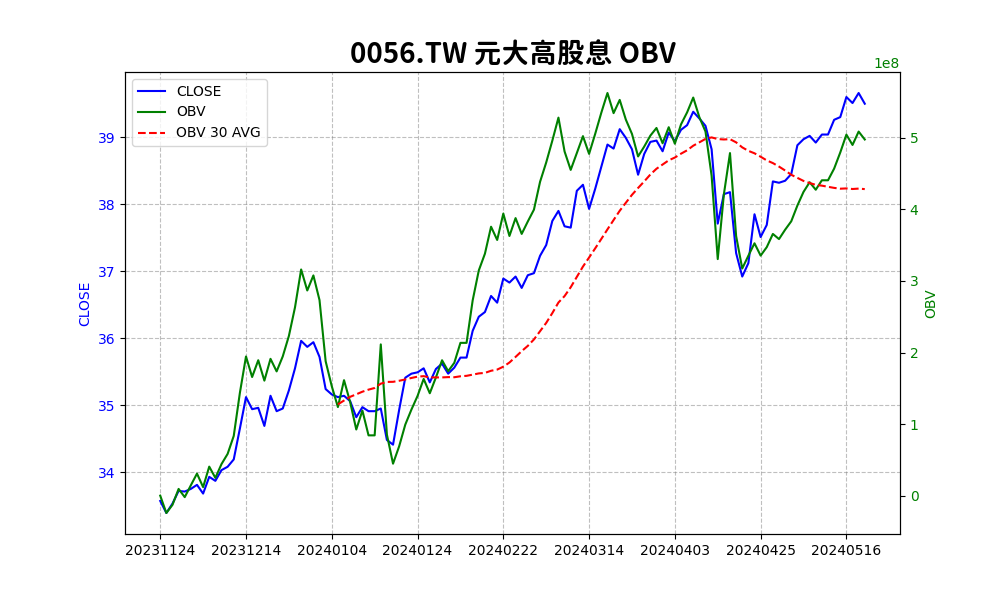 0056.TW 元大高股息 OBV
1e8
CLOSE
OBV
OBV 30 AVG
39
38
37
36
35
34
CLOSE
5
4
3
2
1
0
OBV
20231124 20231214 20240104 20240124 20240222 20240314 20240403 20240425 20240516